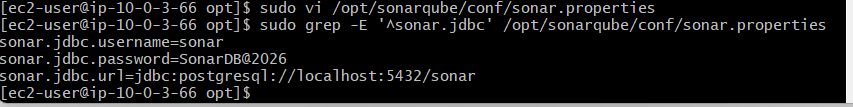 [ec2-user@ip-10-0-3-66 opt]$ sudo vi /opt/sonarqube/conf/sonar.properties
[ec2-user@ip-10-0-3-66 opt]$ sudo grep -E '^sonar.jdbc' /opt/sonarqube/conf/sonar.properties
sonar.jdbc.username=sonar
sonar.jdbc.password=SonarDB@2026
sonar.jdbc.url=jdbc:postgresql://localhost:5432/sonar
[ec2-user@ip-10-0-3-66 opt]$